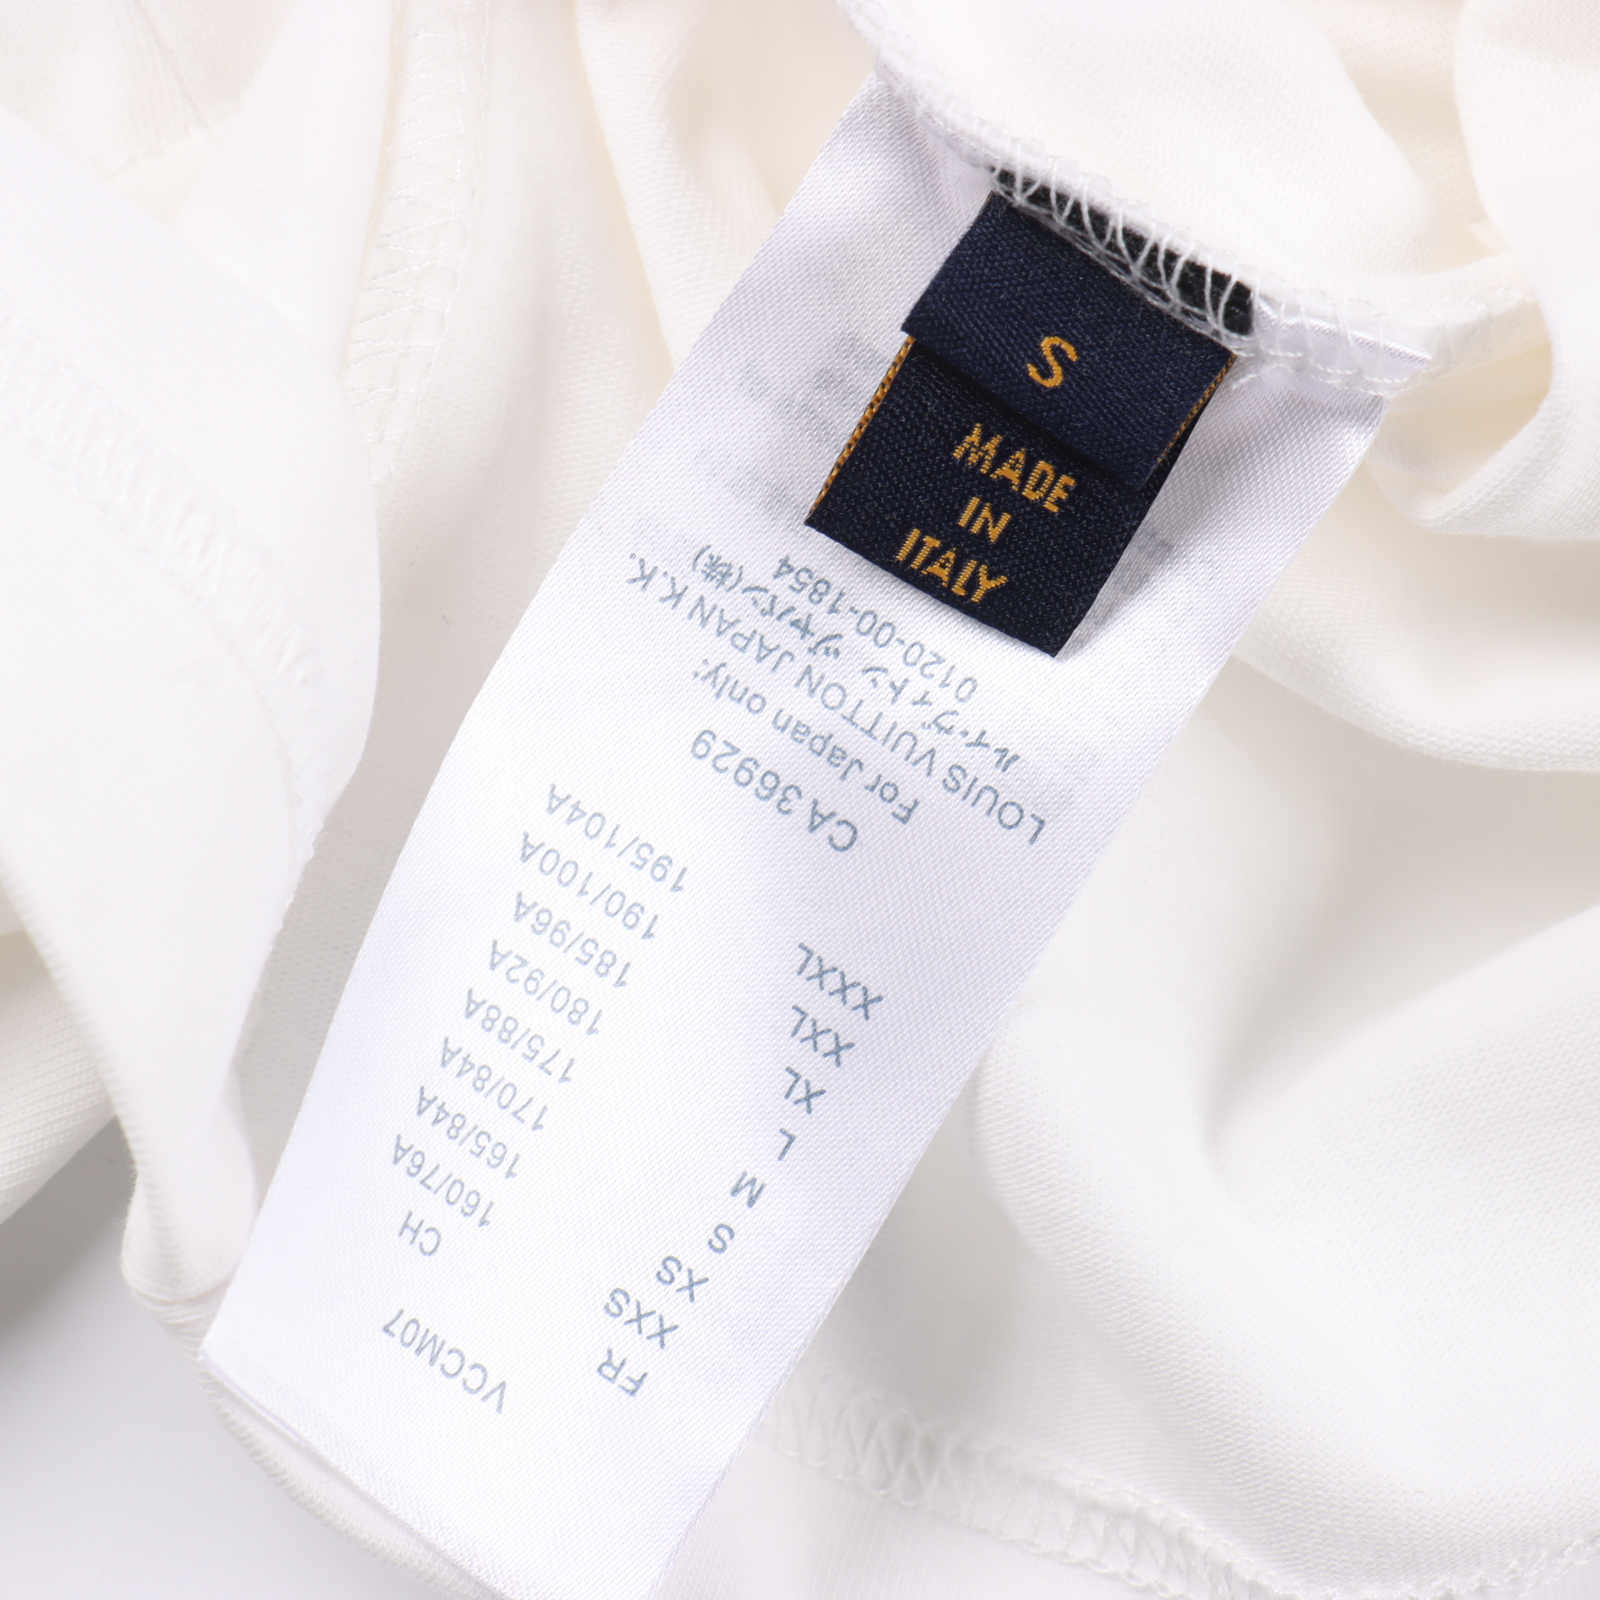 S
MADE
IN
ITALY
VCCM07
FR CH
XXS 160/76A
XS 165/84A
S 170/84A
M 175/88A
L 180/92A
XL 185/96A
XXL 190/100A
XXXL 195/104A
CA 36929
For Japan only:
LOUIS VUITTON JAPAN K.K.
ルイ・ヴィトン ジャパン(株)
0120-00-1854